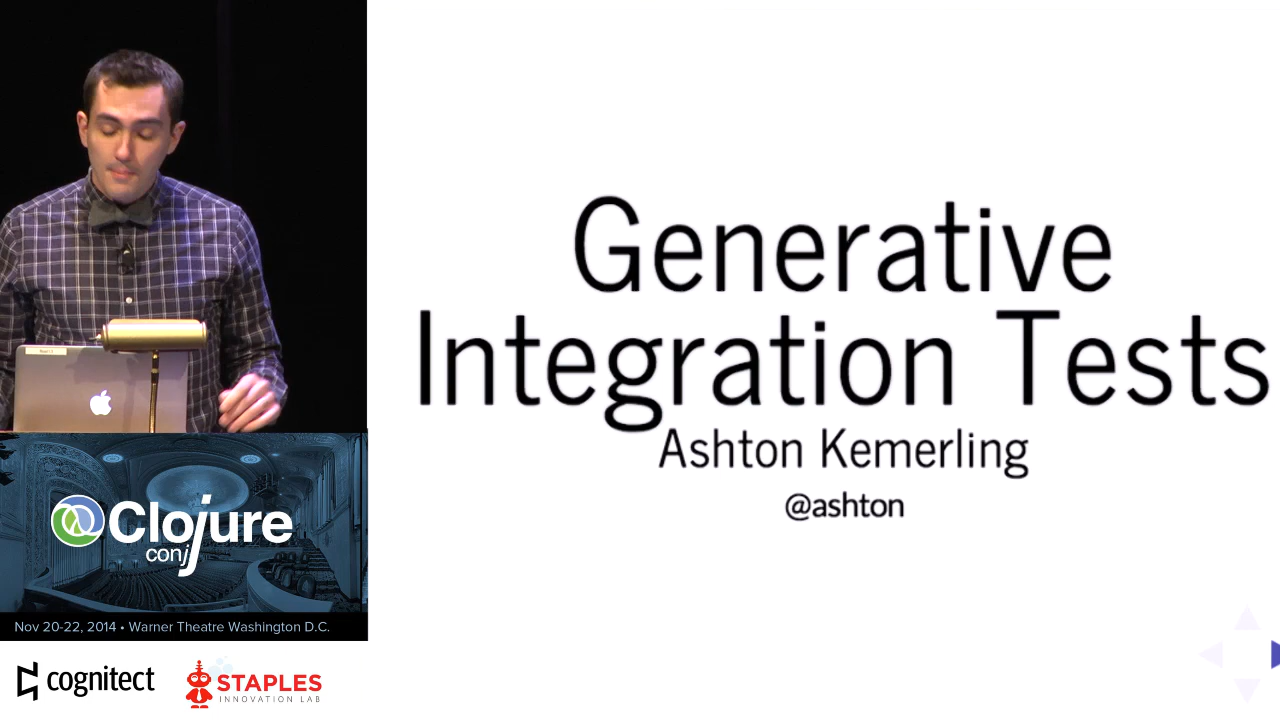 Generative
Integration Tests
Ashton Kemerling
@ashton
Clojure
conj
Nov 20-22, 2014 • Warner Theatre Washington D.C.
cognitect
STAPLES
INNOVATION LAB